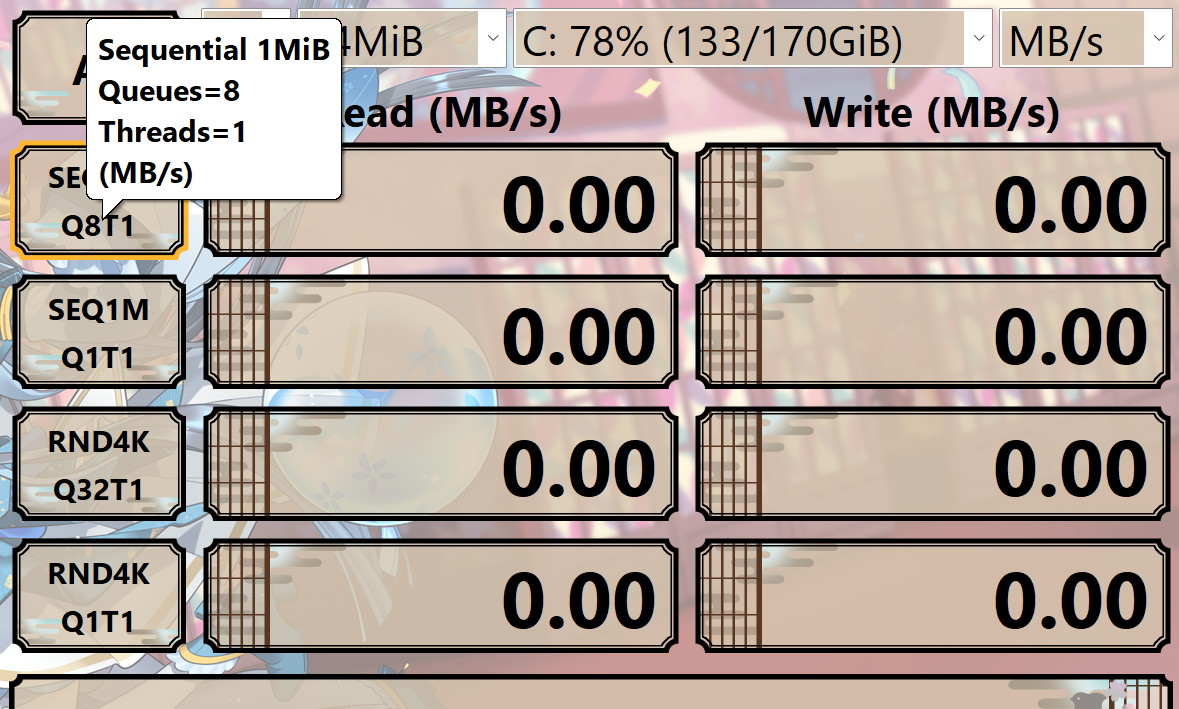 Sequential 1MiB
Queues=8
Threads=1
(MB/s)
4MiB
C: 78% (133/170GiB)
MB/s
(MB/s)
Write (MB/s)
Q8T1
0.00
0.00
SEQ1M
Q1T1
0.00
0.00
RND4K
Q32T1
0.00
0.00
RND4K
Q1T1
0.00
0.00